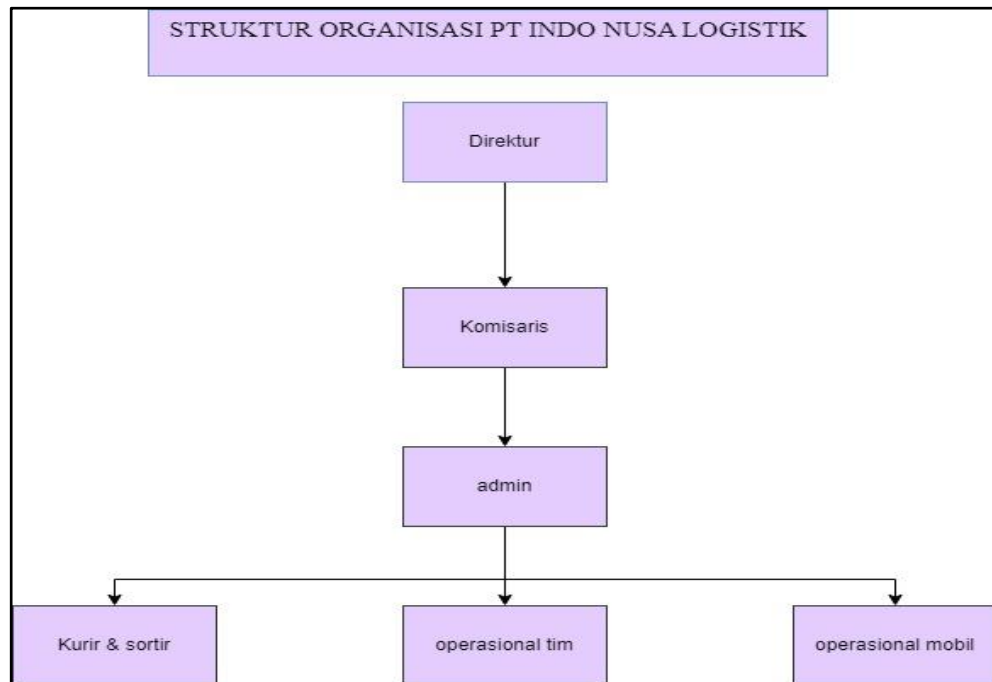 STRUKTUR ORGANISASI PT INDO NUSA LOGISTIK
Direktur
Komisaris
admin
Kurir & sortir
operasional tim
operasional mobil